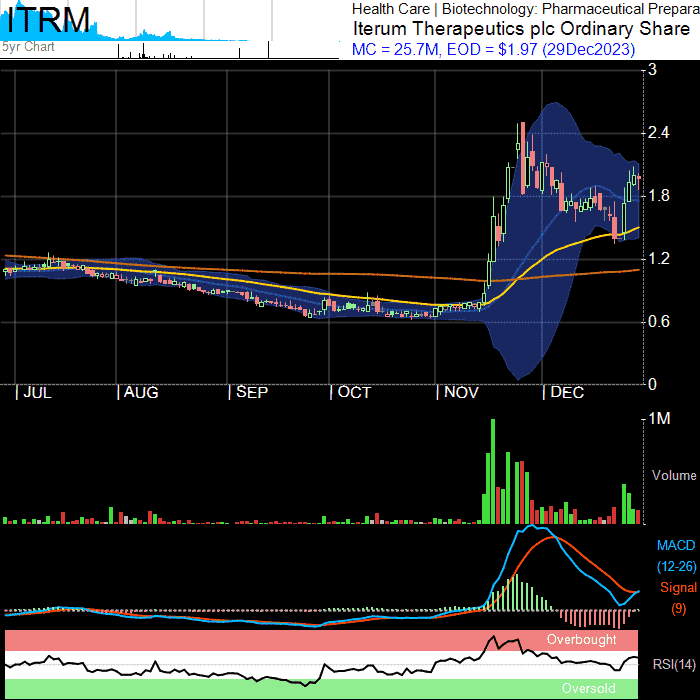 ITRM
Health Care | Biotechnology: Pharmaceutical Prepara
Iterum Therapeutics plc Ordinary Share
5yr Chart
MC = 25.7M, EOD = $1.97 (29Dec2023)
3
2.4
1.8
1.2
0.6
0
| JUL | AUG | SEP | OCT | NOV | DEC
1M
Volume
MACD
(12-26)
Signal
(9)
Overbought
RSI(14)
Oversold